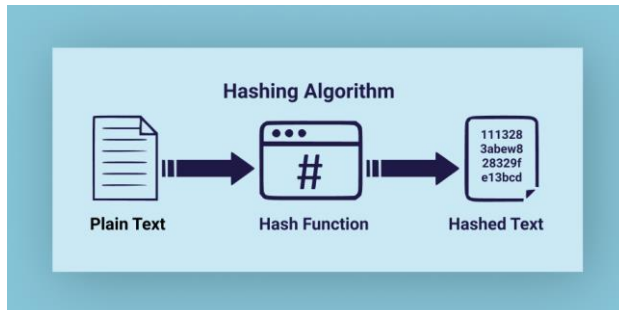 Hashing Algorithm
#
111328
3abew8
28329f
e13bcd
Plain Text
Hash Function
Hashed Text